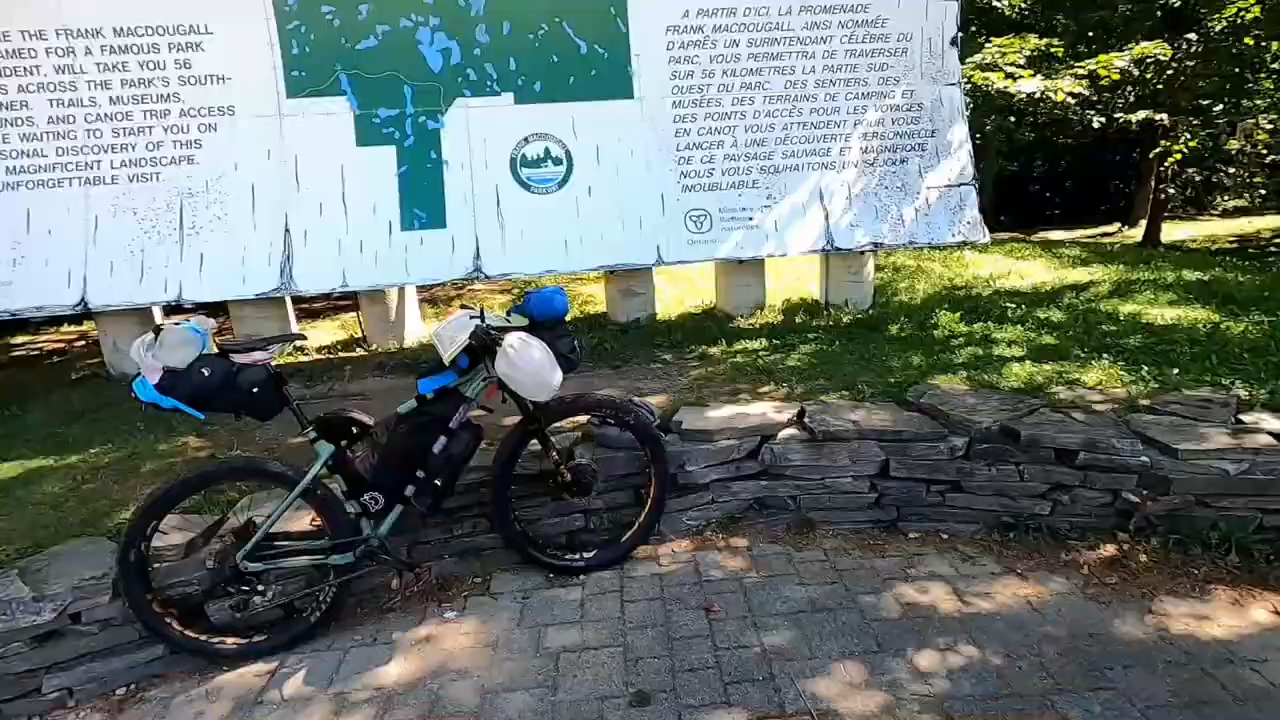 E THE FRANK MACDOUGALL
AMED FOR A FAMOUS PARK
DENT, WILL TAKE YOU 56
S ACROSS THE PARK'S SOUTH-
NER. TRAILS, MUSEUMS,
UNDS, AND CANOE TRIP ACCESS
E WAITING TO START YOU ON
SONAL DISCOVERY OF THIS
MAGNIFICENT LANDSCAPE.
UNFORGETTABLE VISIT.
FRANK MACDOUGALL
PARKWAY
A PARTIR D'ICI, LA PROMENADE
FRANK MACDOUGALL, AINSI NOMMÉE
D'APRÈS UN SURINTENDANT CÉLÈBRE DU
PARC, VOUS PERMETTRA DE TRAVERSER
SUR 56 KILOMETRES LA PARTIE SUD-
OUEST DU PARC. DES SENTIERS, DES
MUSÉES, DES TERRAINS DE CAMPING ET
DES POINTS D'ACCÈS POUR LES VOYAGES
EN CANOT VOUS ATTENDENT POUR VOUS
LANCER À UNE DÉCOUVERTE PERSONNELLE
DE CE PAYSAGE SAUVAGE ET MAGNIFIQUE
NOUS VOUS SOUHAITONS UN SÉJOUR
INOUBLIABLE.
Ontario